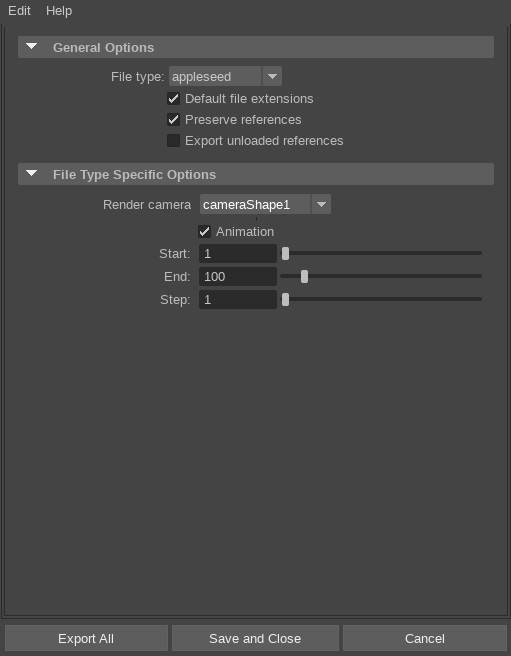 Edit Help
General Options
File type: appleseed
Default file extensions
Preserve references
Export unloaded references
File Type Specific Options
Render camera cameraShape1
Animation
Start: 1
End: 100
Step: 1
Export All Save and Close Cancel